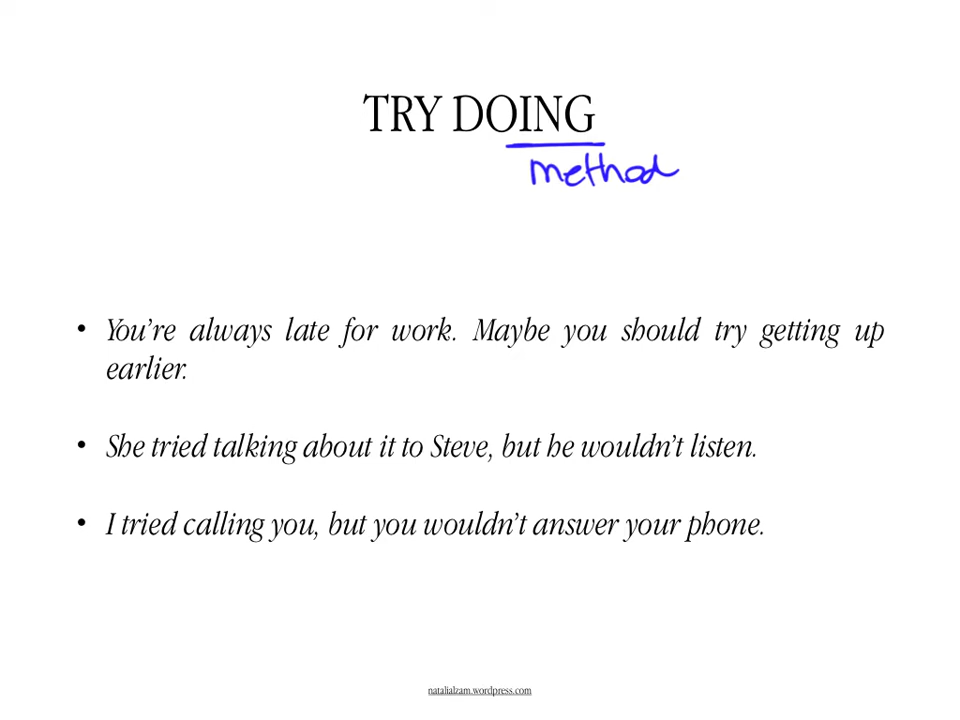 TRY DOING
method
• You're always late for work. Maybe you should try getting up
earlier.
• She tried talking about it to Steve, but he wouldn't listen.
• I tried calling you, but you wouldn't answer your phone.
natalialzam.wordpress.com